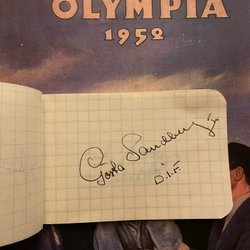 OLYMPIA
1952
Gösta Sandberg
D.I.F.